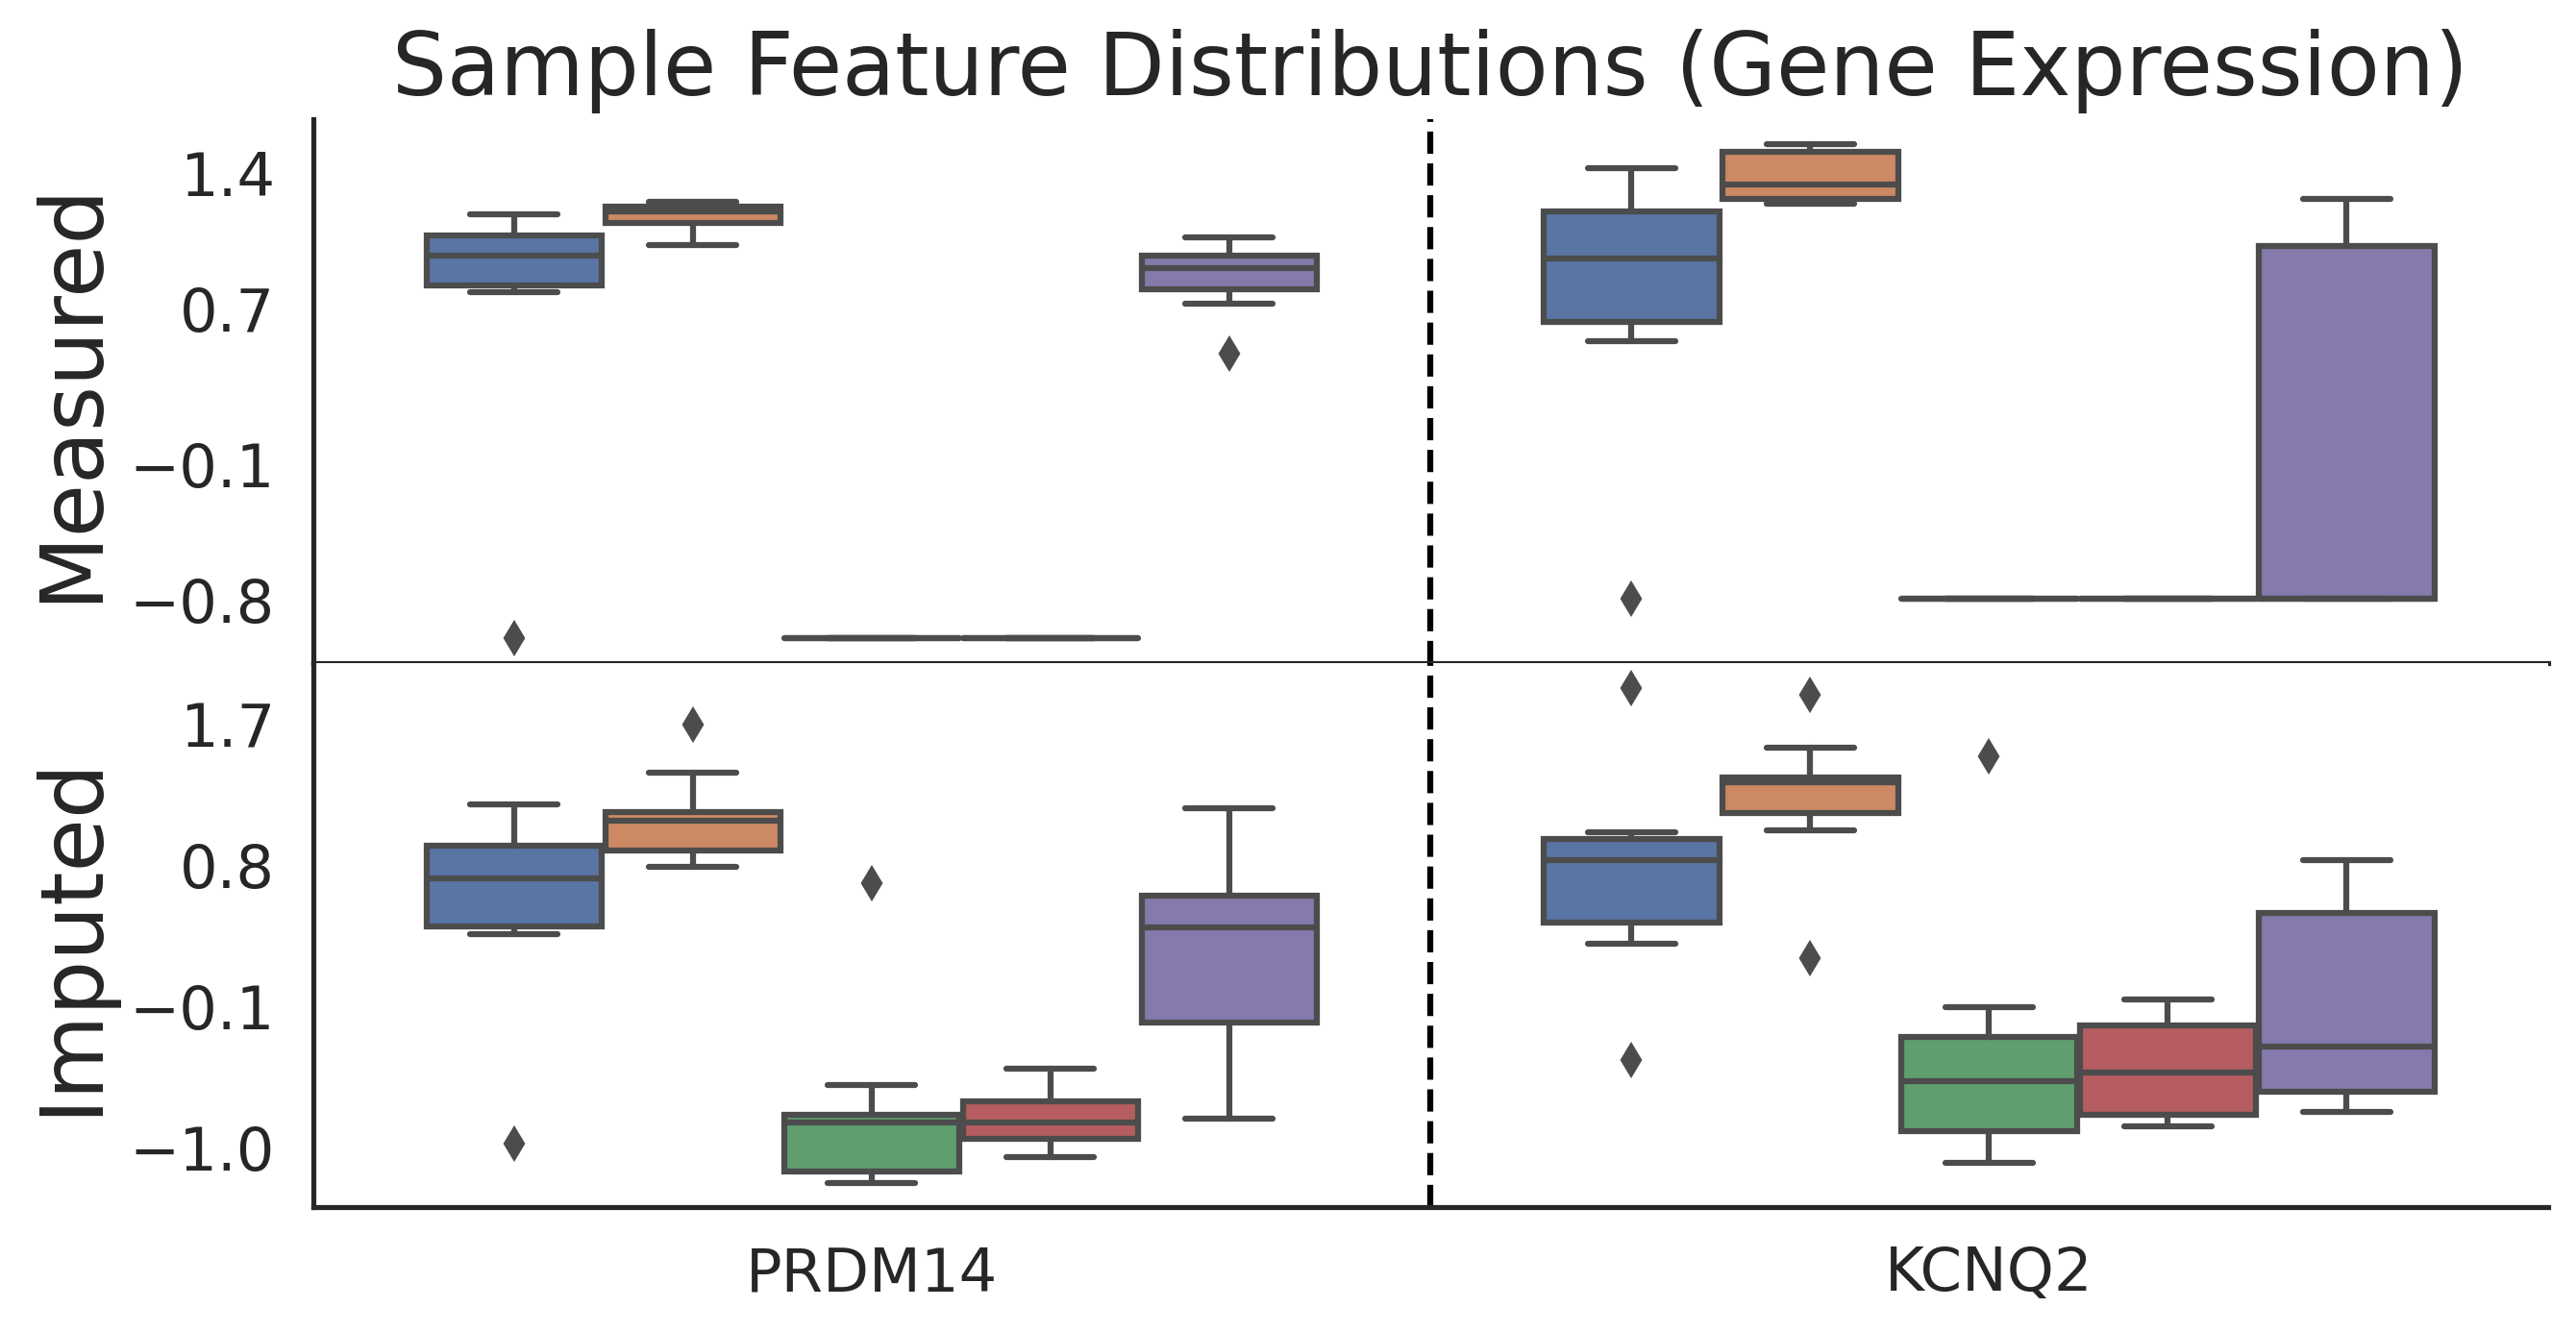 Sample Feature Distributions (Gene Expression)
Measured
1.4
0.7
−0.1
−0.8
Imputed
1.7
0.8
−0.1
−1.0
PRDM14
KCNQ2